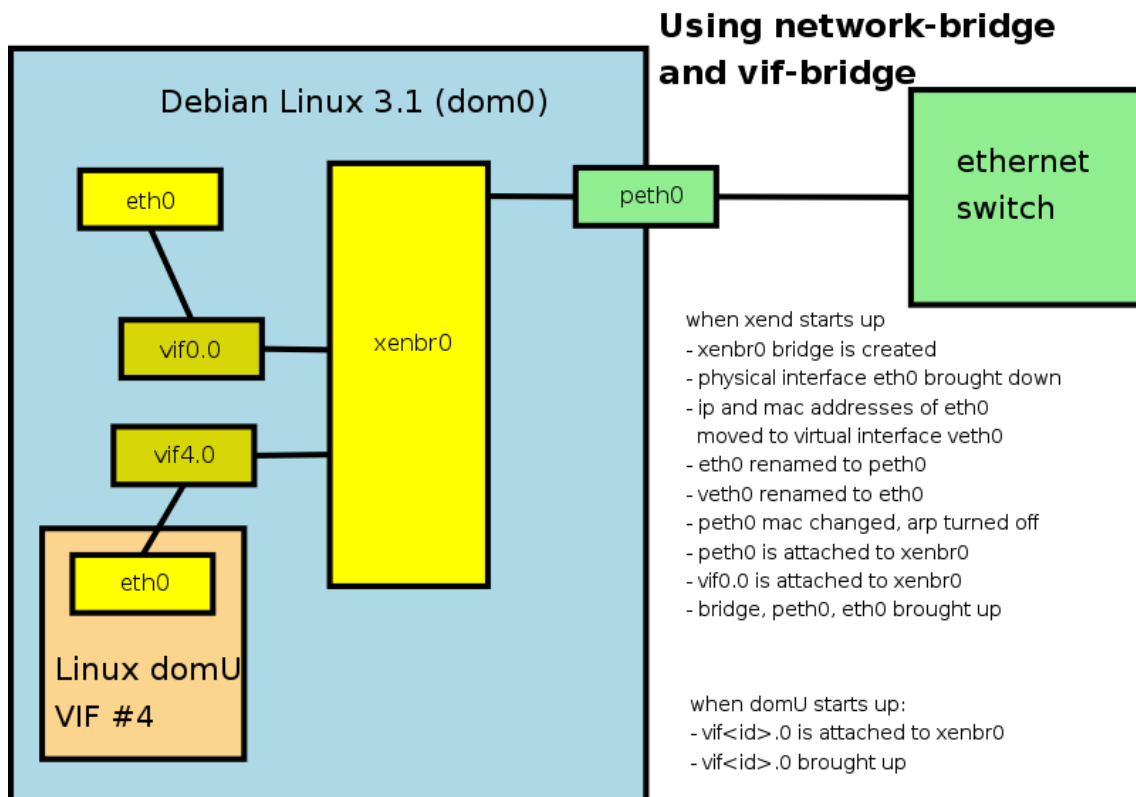 Using network-bridge
and vif-bridge
Debian Linux 3.1 (dom0)
eth0
vif0.0
vif4.0
eth0
Linux domU
VIF #4
xenbr0
peth0
ethernet
switch
when xend starts up
- xenbr0 bridge is created
- physical interface eth0 brought down
- ip and mac addresses of eth0
moved to virtual interface veth0
- eth0 renamed to peth0
- veth0 renamed to eth0
- peth0 mac changed, arp turned off
- peth0 is attached to xenbr0
- vif0.0 is attached to xenbr0
- bridge, peth0, eth0 brought up
when domU starts up:
- vif<id>.0 is attached to xenbr0
- vif<id>.0 brought up